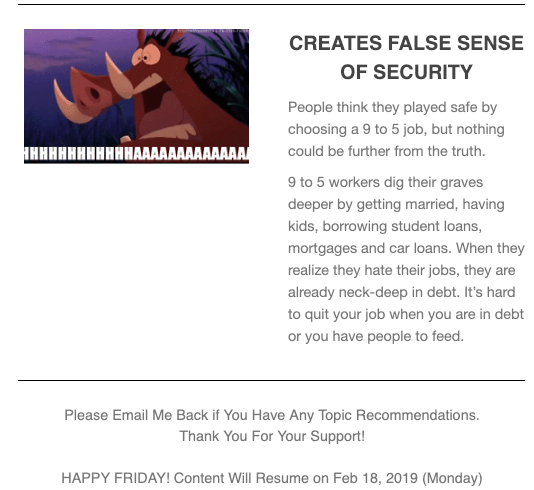 HHHHHHHHHHHHAAAAAAAAAAAAAA
CREATES FALSE SENSE
OF SECURITY
People think they played safe by
choosing a 9 to 5 job, but nothing
could be further from the truth.
9 to 5 workers dig their graves
deeper by getting married, having
kids, borrowing student loans,
mortgages and car loans. When they
realize they hate their jobs, they are
already neck-deep in debt. It’s hard
to quit your job when you are in debt
or you have people to feed.
Please Email Me Back if You Have Any Topic Recommendations.
Thank You For Your Support!
HAPPY FRIDAY! Content Will Resume on Feb 18, 2019 (Monday)